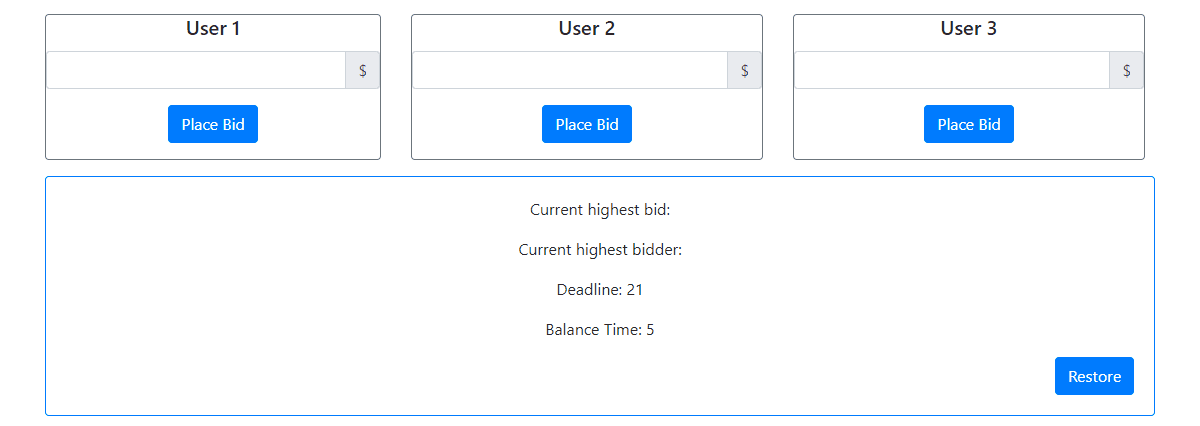 User 1
User 2
User 3
$
$
$
Place Bid
Place Bid
Place Bid
Current highest bid:
Current highest bidder:
Deadline: 21
Balance Time: 5
Restore